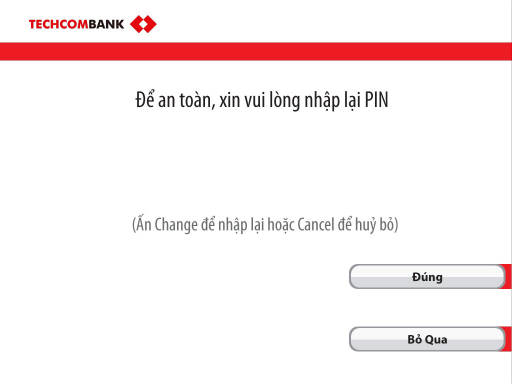 TECHCOMBANK
Để an toàn, xin vui lòng nhập lại PIN
(Ấn Change để nhập lại hoặc Cancel để huỷ bỏ)
Đúng
Bỏ Qua